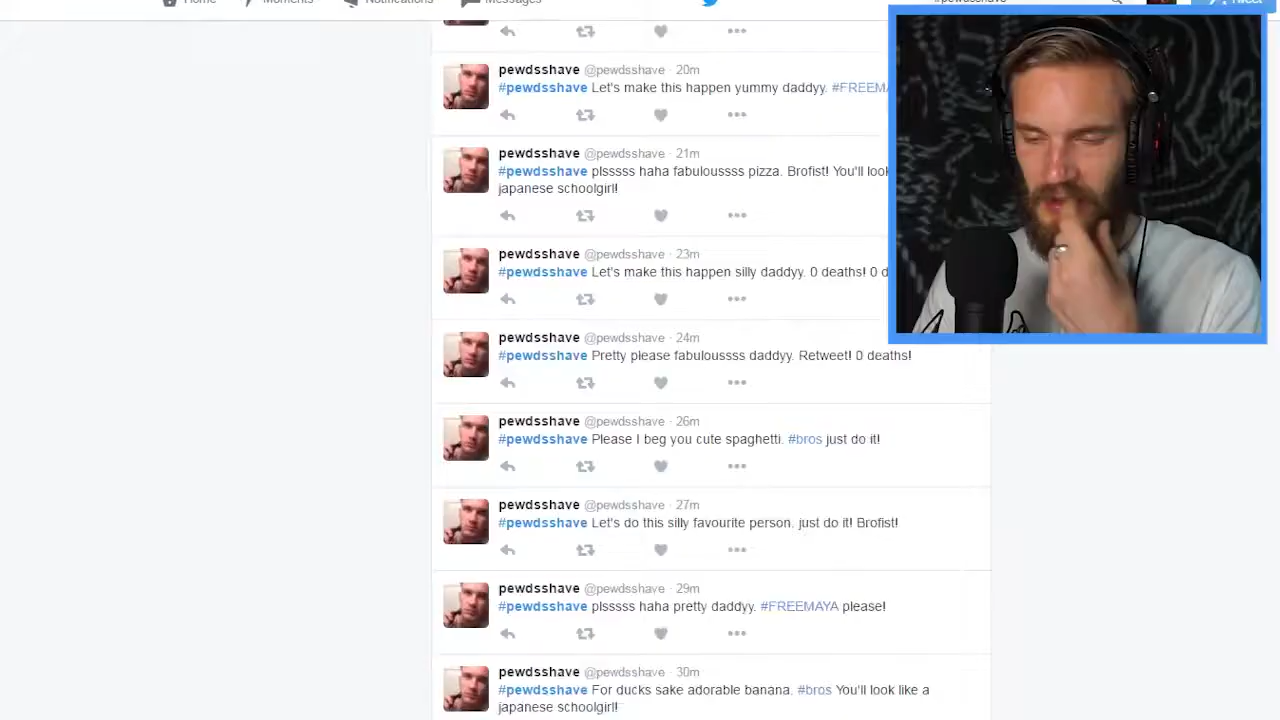 Home Moments Notifications Messages #pewdsshave Tweet
pewdsshave @pewdsshave · 20m
#pewdsshave Let's make this happen yummy daddyy. #FREEMA
pewdsshave @pewdsshave · 21m
#pewdsshave plsssss haha fabloussss pizza. Brofist! You'll look
japanese schoolgirl!
pewdsshave @pewdsshave · 23m
#pewdsshave Let's make this happen silly daddyy. 0 deaths! 0 d
pewdsshave @pewdsshave · 24m
#pewdsshave Pretty please fabuloussss daddyy. Retweet! 0 deaths!
pewdsshave @pewdsshave · 26m
#pewdsshave Please I beg you cute spaghetti. #bros just do it!
pewdsshave @pewdsshave · 27m
#pewdsshave Let's do this silly favourite person. just do it! Brofist!
pewdsshave @pewdsshave · 29m
#pewdsshave plsssss haha pretty daddyy. #FREEMAYA please!
pewdsshave @pewdsshave · 30m
#pewdsshave For ducks sake adorable banana. #bros You'll look like a
japanese schoolgirl!